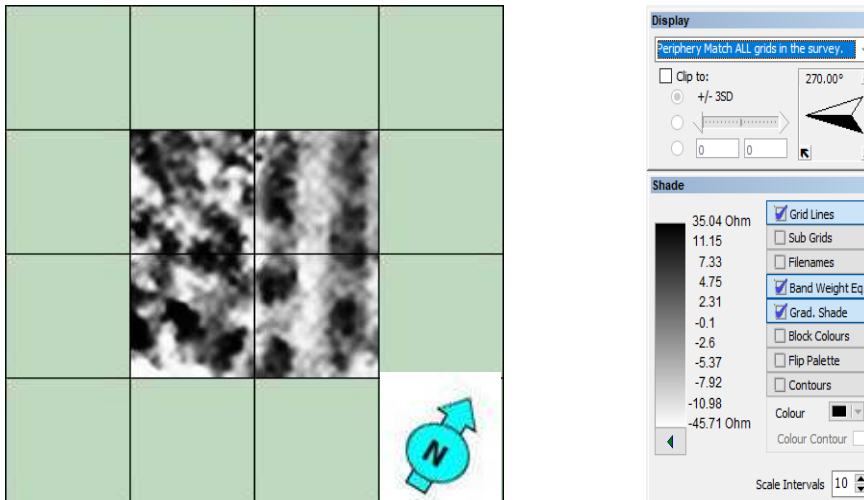 N
Display
Periphery Match ALL grids in the survey.
Clip to:
270.00°
+/- 3SD
0 0
Shade
35.04 Ohm
11.15
7.33
4.75
2.31
-0.1
-2.6
-5.37
-7.92
-10.98
-45.71 Ohm
Grid Lines
Sub Grids
Filenames
Band Weight Eq
Grad. Shade
Block Colours
Flip Palette
Contours
Colour
Colour Contour
Scale Intervals 10